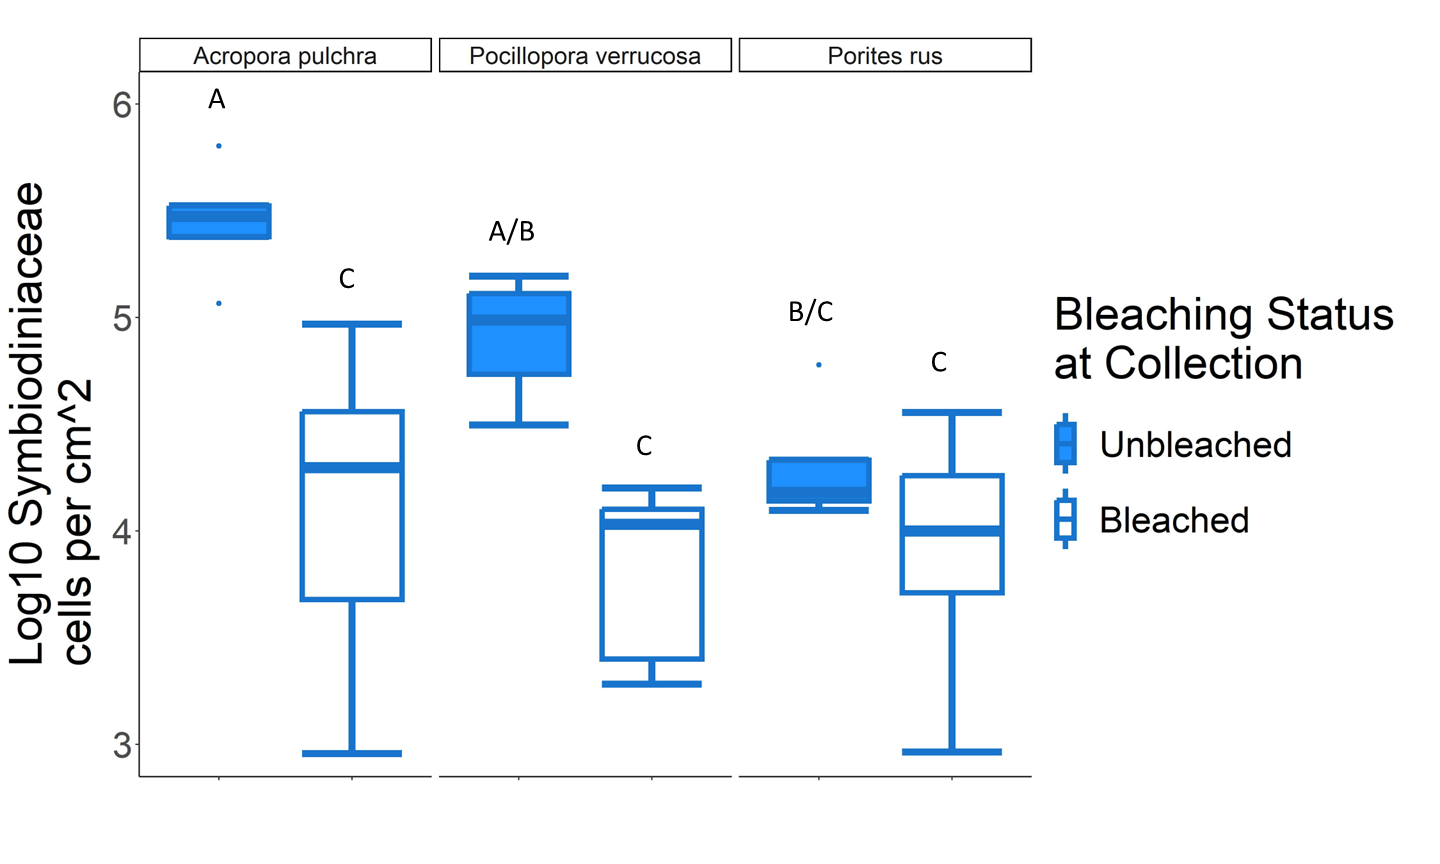 Acropora pulchra
Pocillopora verrucosa
Porites rus
Log10 Symbiodiniaceae
cells per cm^2
6
5
4
3
A
C
A/B
C
B/C
C
Bleaching Status
at Collection
Unbleached
Bleached